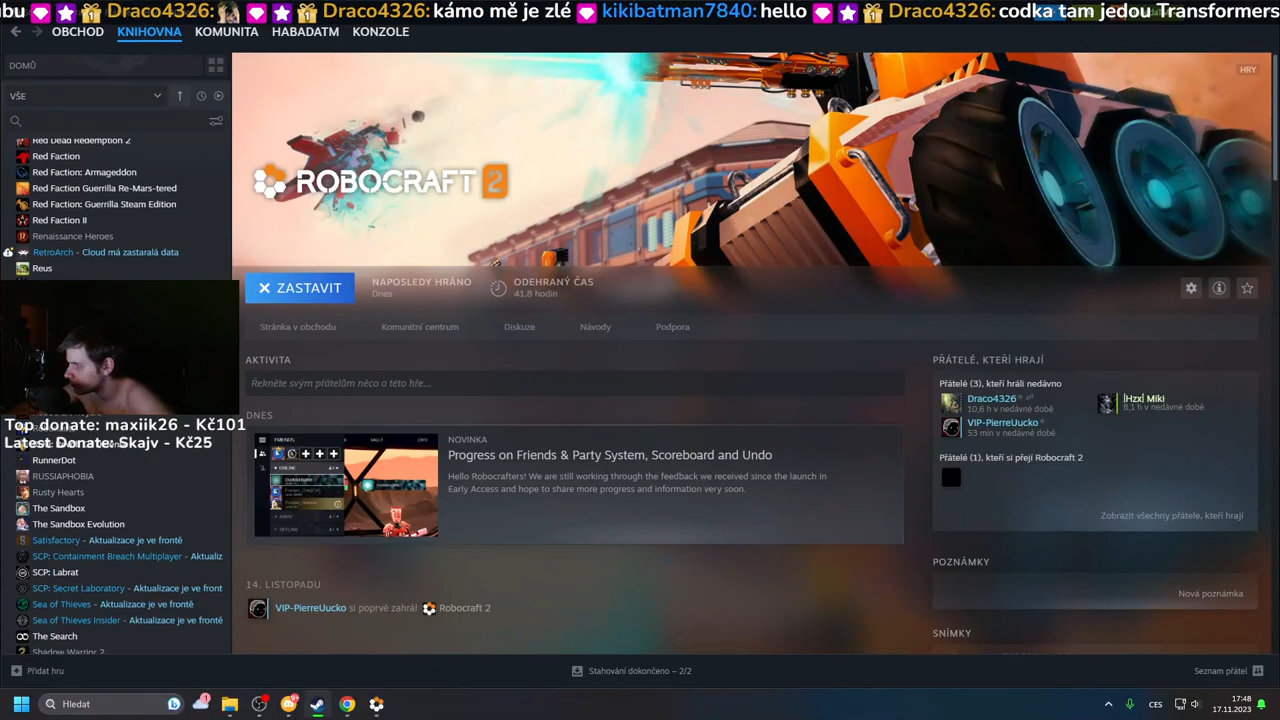 ubu Draco4326: kámo mě je zlé kikibatman7840: hello Draco4326: codka tam jedou Transformers
OBCHOD KNIHOVNA KOMUNITA HABADATM KONZOLE
DOMŮ
VŠE
Red Dead Redemption 2
Red Faction
Red Faction: Armageddon
Red Faction Guerrilla Re-Mars-tered
Red Faction: Guerrilla Steam Edition
Red Faction II
Renaissance Heroes
RetroArch - Cloud má zastaralá data
Reus
Top donate: maxiik26 - Kč101
Latest Donate: Skajv - Kč25
RunnerDot
RUSSIAPHOBIA
Rusty Hearts
The Sandbox
The Sandbox Evolution
Satisfactory - Aktualizace je ve frontě
SCP: Containment Breach Multiplayer - Aktualiz
SCP: Labrat
SCP: Secret Laboratory - Aktualizace je ve front
Sea of Thieves - Aktualizace je ve frontě
Sea of Thieves Insider - Aktualizace je ve frontě
The Search
Shadow Warrior 2
HRY
ROBOCRAFT 2
ZASTAVIT
NAPOSLEDY HRÁNO
Dnes
ODEHRANÝ ČAS
41,8 hodin
Stránka v obchodu Komunitní centrum Diskuze Návody Podpora
AKTIVITA
Řekněte svým přátelům něco o této hře...
DNES
FRIENDS
ONLINE
AWAY
OFFLINE
NOVINKA
Progress on Friends & Party System, Scoreboard and Undo
Hello Robocrafters! We are still working through the feedback we received since the launch in
Early Access and hope to share more progress and information very soon.
14. LISTOPADU
VIP-PierreUucko si poprvé zahrál Robocraft 2
PŘÁTELÉ, KTEŘÍ HRAJÍ
Přátelé (3), kteří hráli nedávno
Draco4326
10,6 h v nedávné době
|Hzx| Miki
8,1 h v nedávné době
VIP-PierreUucko
53 min v nedávné době
Přátelé (1), kteří si přejí Robocraft 2
Zobrazit všechny přátele, kteří hrají
POZNÁMKY
Nová poznámka
SNÍMKY
Přidat hru
Stahování dokončeno – 2/2
Seznam přátel
Hledat
CES
17:48
17.11.2023